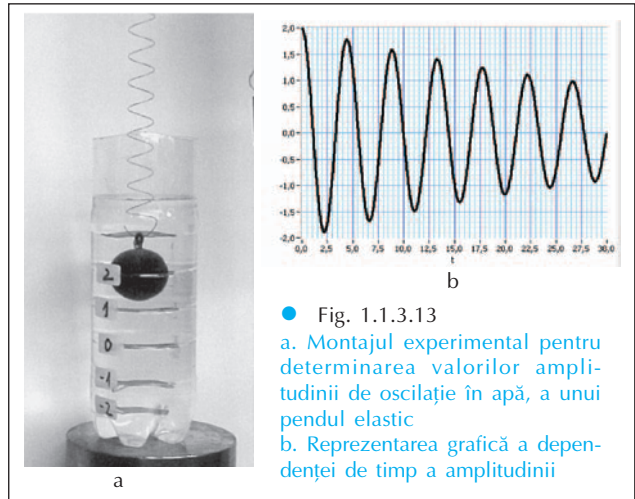 2
1
0
-1
-2
a
2,0
1,5
1,0
0,5
0,0
-0,5
-1,0
-1,5
-2,0
0,0 2,5 5,0 7,5 10,0 12,5 15,0 17,5 20,0 22,5 25,0 27,5 30,0
t
b
● Fig. 1.1.3.13
a. Montajul experimental pentru
determinarea valorilor ampli-
tudinii de oscilație în apă, a unui
pendul elastic
b. Reprezentarea grafică a depen-
denței de timp a amplitudinii